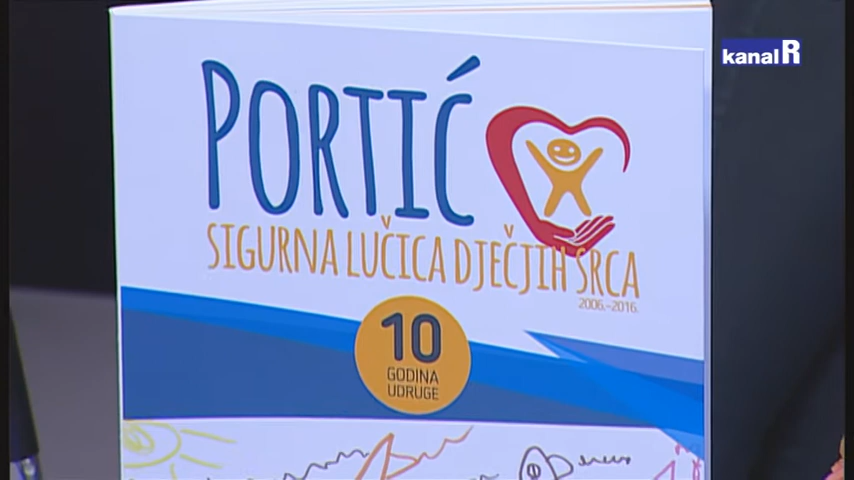 kanal R
PORTIĆ
SIGURNA LUČICA DJEČJIH SRCA
2006.-2016.
10
GODINA
UDRUGE